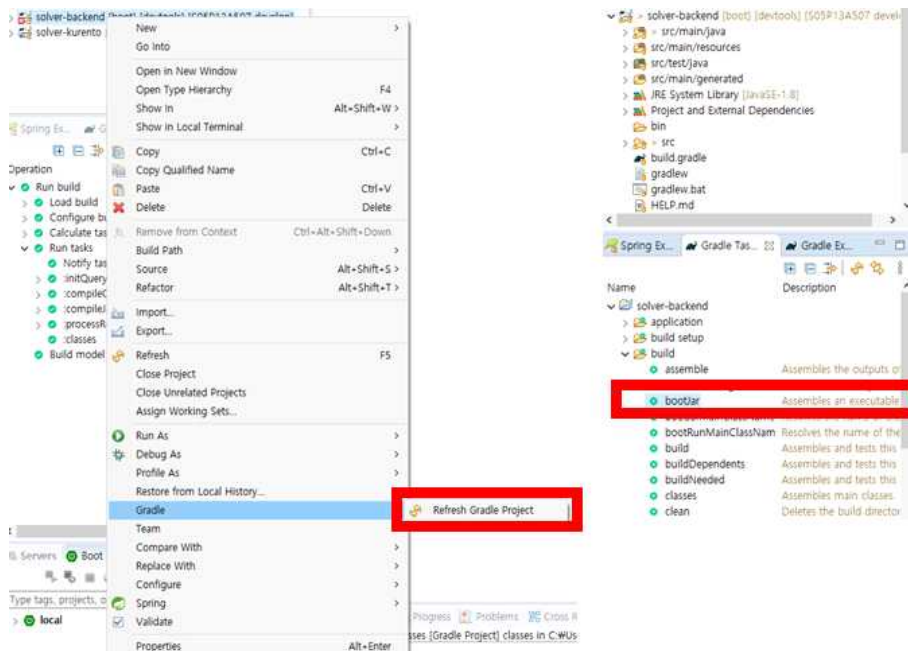 solver-backend [boot] [devtools] [S05P13A507 develop]
solver-kurento
New
Go Into
Open in New Window
Open Type Hierarchy F4
Show In Alt+Shift+W >
Show in Local Terminal
Copy Ctrl+C
Copy Qualified Name
Paste Ctrl+V
Delete Delete
Remove from Context Ctrl+Alt+Shift+Down
Build Path
Source Alt+Shift+S >
Refactor Alt+Shift+T >
Import...
Export...
Refresh F5
Close Project
Close Unrelated Projects
Assign Working Sets...
Run As
Debug As
Profile As
Restore from Local History...
Gradle
Refresh Gradle Project
Team
Compare With
Replace With
Configure
Spring
Validate
Properties Alt+Enter
Spring Ex...
Operation
Run build
Load build
Configure bu
Calculate tas
Run tasks
Notify tas
:initQuery
:compileQ
:compileJ
:processR
:classes
Build model
Servers Boot
Type tags, projects, o
local
Progress Problems Cross R
sses [Gradle Project] classes in C:₩Us
solver-backend [boot] [devtools] [S05P13A507 devel
src/main/java
src/main/resources
src/test/java
src/main/generated
JRE System Library [JavaSE-1.8]
Project and External Dependencies
bin
src
build.gradle
gradlew
gradlew.bat
HELP.md
Spring Ex... Gradle Tas... Gradle Ex...
Name Description
solver-backend
application
build setup
build
assemble Assembles the outputs of
bootJar Assembles an executable
bootRunMainClassNam Resolves the name of the
build Assembles and tests this
buildDependents Assembles and tests this
buildNeeded Assembles and tests this
classes Assembles main classes.
clean Deletes the build director